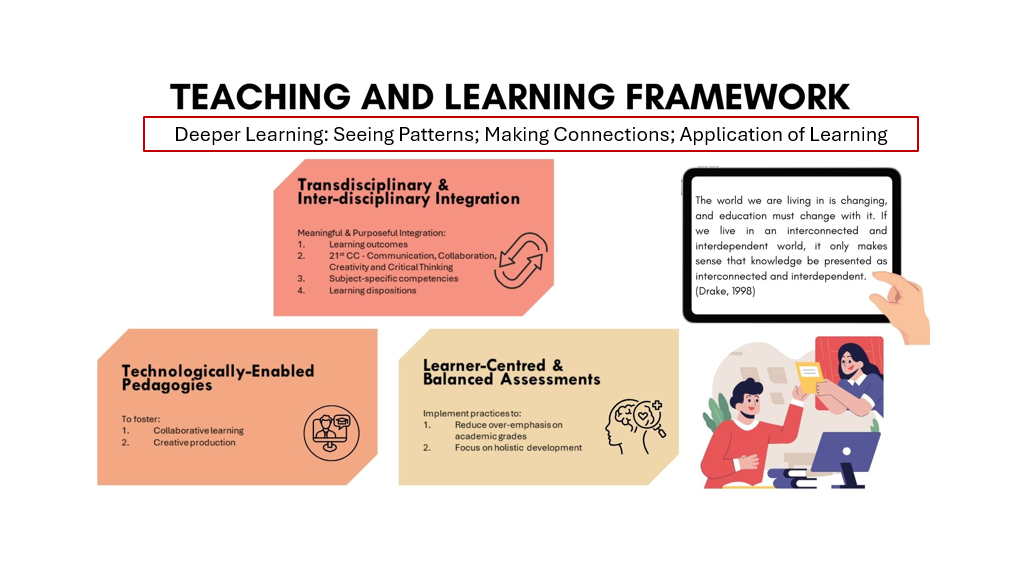 TEACHING AND LEARNING FRAMEWORK
Deeper Learning: Seeing Patterns; Making Connections; Application of Learning
Transdisciplinary &
Inter-disciplinary Integration
Meaningful & Purposeful Integration:
1. Learning outcomes
2. 21st CC - Communication, Collaboration,
Creativity and Critical Thinking
3. Subject-specific competencies
4. Learning dispositions
The world we are living in is changing,
and education must change with it. If
we live in an interconnected and
interdependent world, it only makes
sense that knowledge be presented as
interconnected and interdependent.
(Drake, 1998)
Technologically-Enabled
Pedagogies
To foster:
1. Collaborative learning
2. Creative production
Learner-Centred &
Balanced Assessments
Implement practices to:
1. Reduce over-emphasis on
academic grades
2. Focus on holistic development